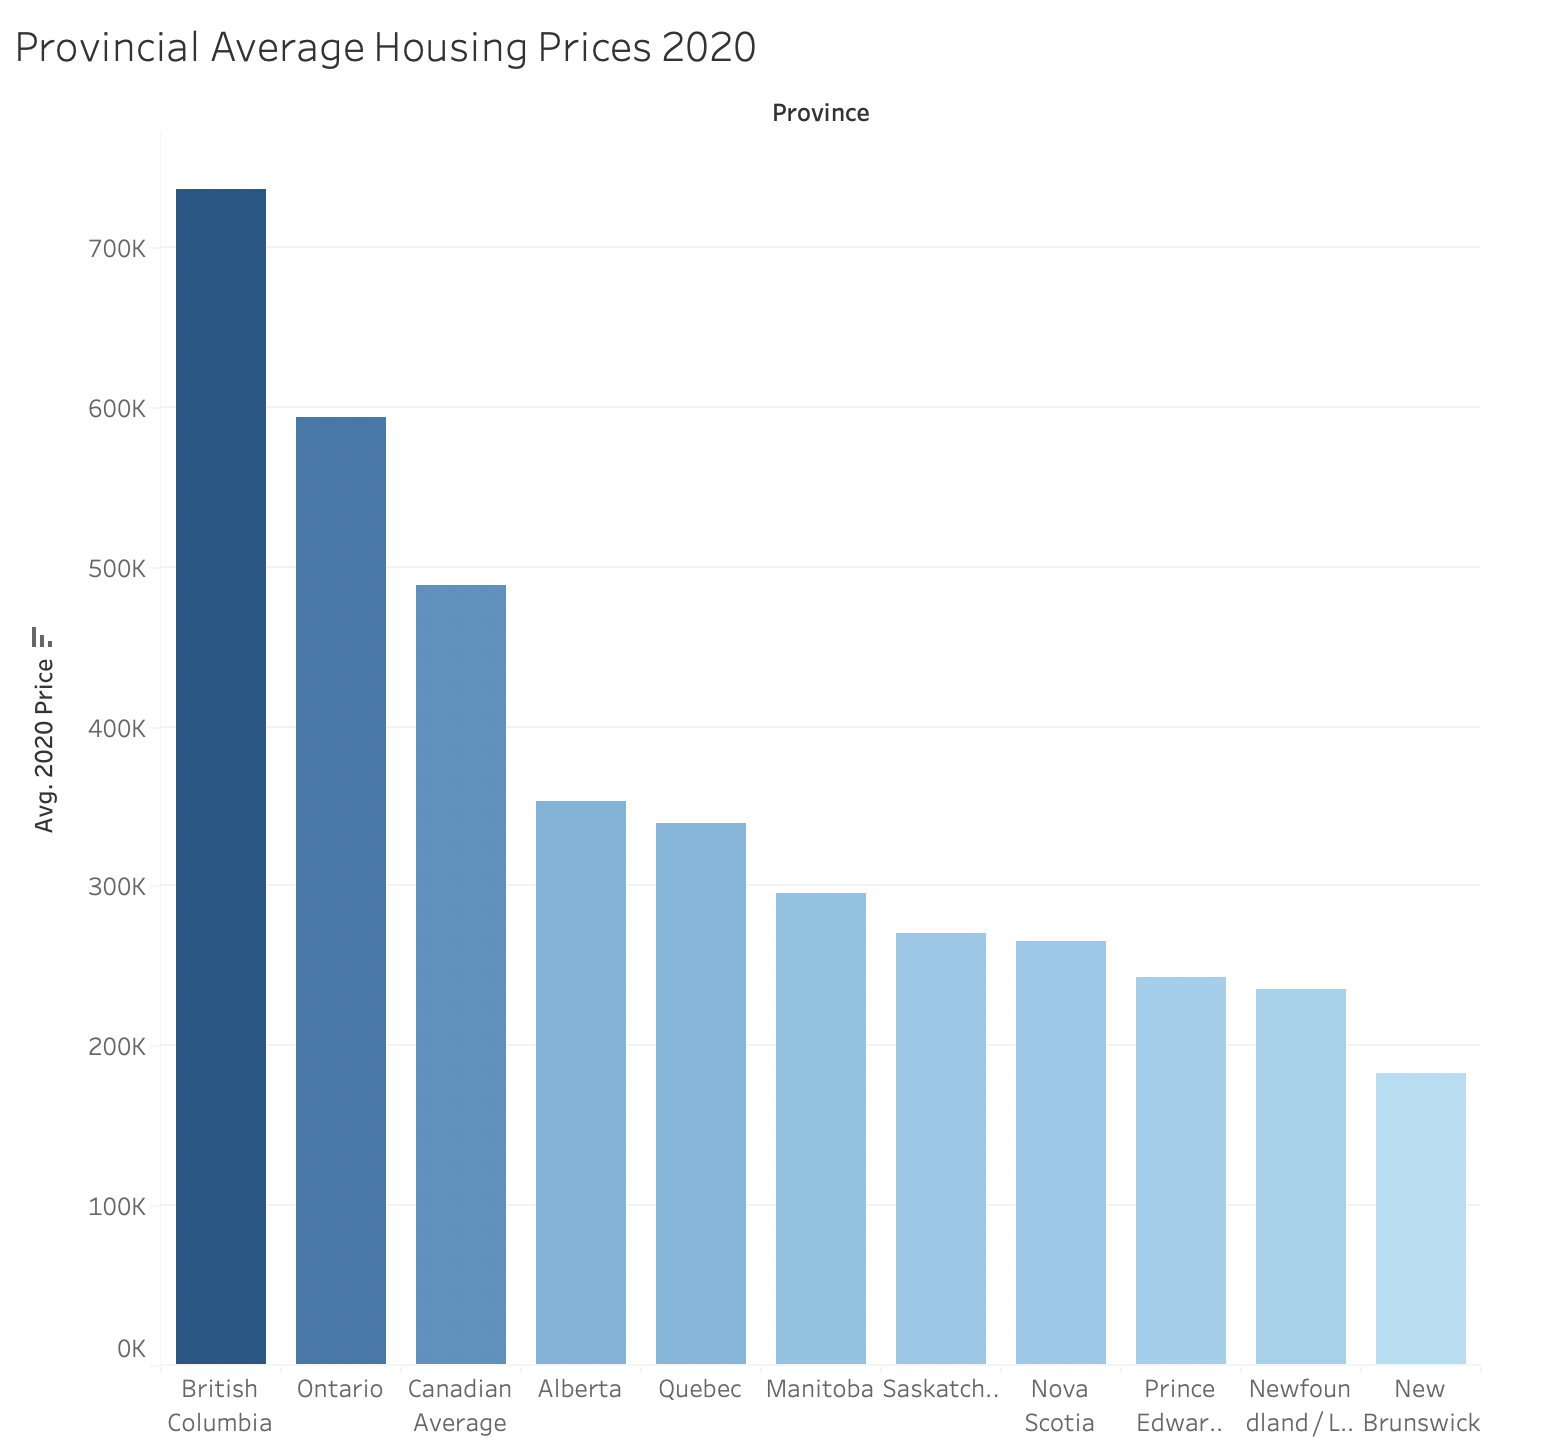 Provincial Average Housing Prices 2020
Province
700K
600K
500K
400K
300K
200K
100K
0K
Avg. 2020 Price
British
Columbia
Ontario
Canadian
Average
Alberta
Quebec
Manitoba
Saskatch..
Nova
Scotia
Prince
Edwar..
Newfoun
dland / L..
New
Brunswick